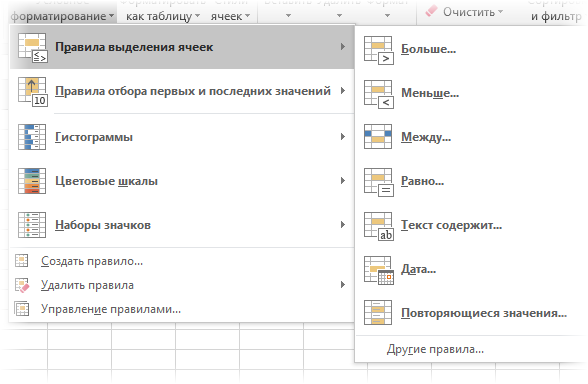 форматирование как таблицу ячеек Очистить и фильтр
Правила выделения ячеек
Правила отбора первых и последних значений
Гистограммы
Цветовые шкалы
Наборы значков
Создать правило...
Удалить правила
Управление правилами...
Больше...
Меньше...
Между...
Равно...
Текст содержит...
Дата...
Повторяющиеся значения...
Другие правила...